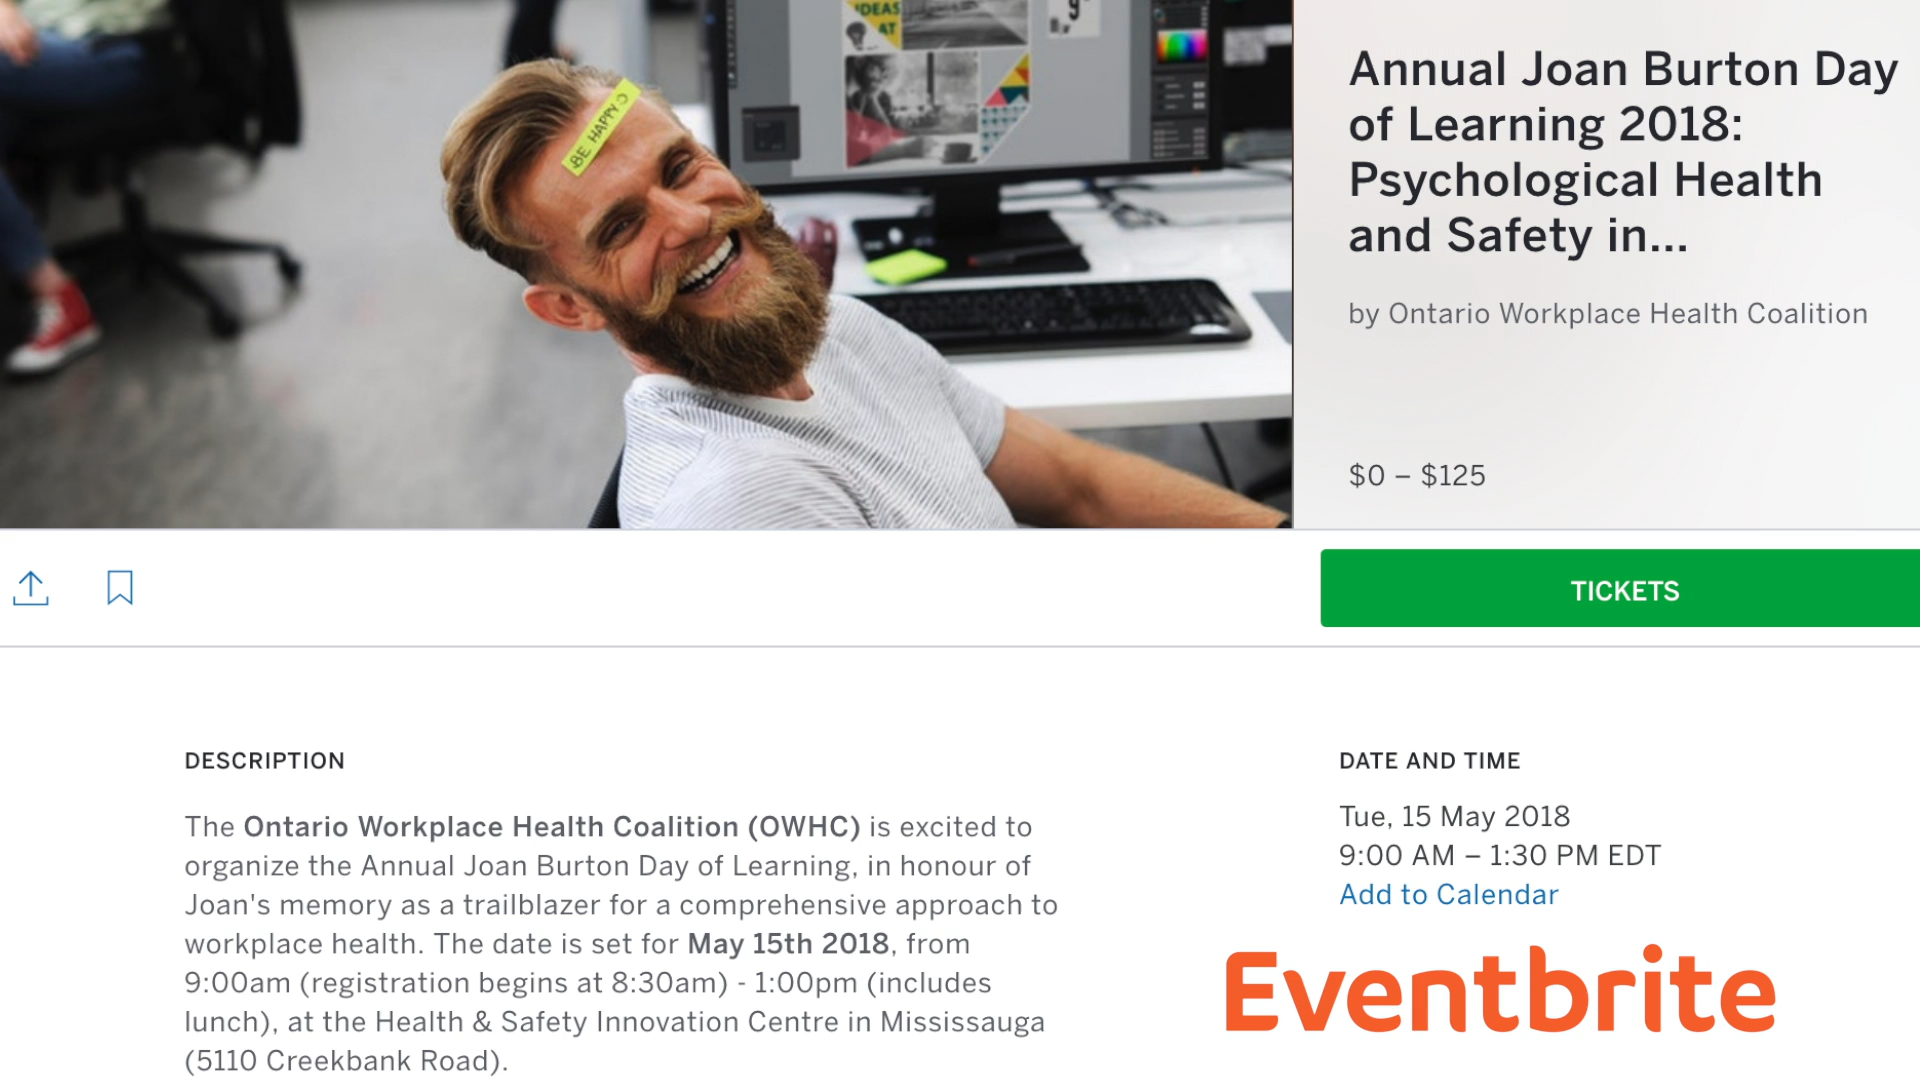 IDEAS
AT
BE HAPPY
Annual Joan Burton Day
of Learning 2018:
Psychological Health
and Safety in...
by Ontario Workplace Health Coalition
$0 – $125
TICKETS
DESCRIPTION
The Ontario Workplace Health Coalition (OWHC) is excited to
organize the Annual Joan Burton Day of Learning, in honour of
Joan's memory as a trailblazer for a comprehensive approach to
workplace health. The date is set for May 15th 2018, from
9:00am (registration begins at 8:30am) - 1:00pm (includes
lunch), at the Health & Safety Innovation Centre in Mississauga
(5110 Creekbank Road).
DATE AND TIME
Tue, 15 May 2018
9:00 AM – 1:30 PM EDT
Add to Calendar
Eventbrite